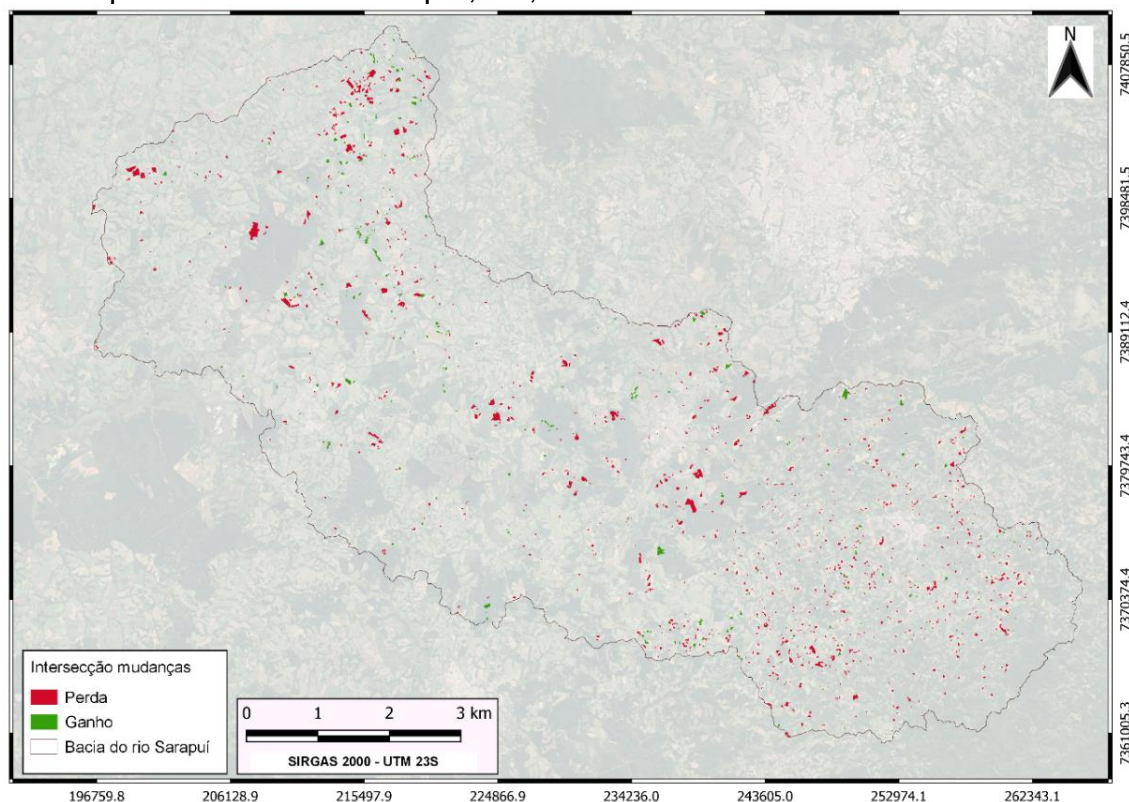 N
7407850.5
7398481.5
7389112.4
7379743.4
7370374.4
7361005.3
Intersecção mudanças
Perda
Ganho
Bacia do rio Sarapuí
0 1 2 3 km
SIRGAS 2000 - UTM 23S
196759.8 206128.9 215497.9 224866.9 234236.0 243605.0 252974.1 262343.1